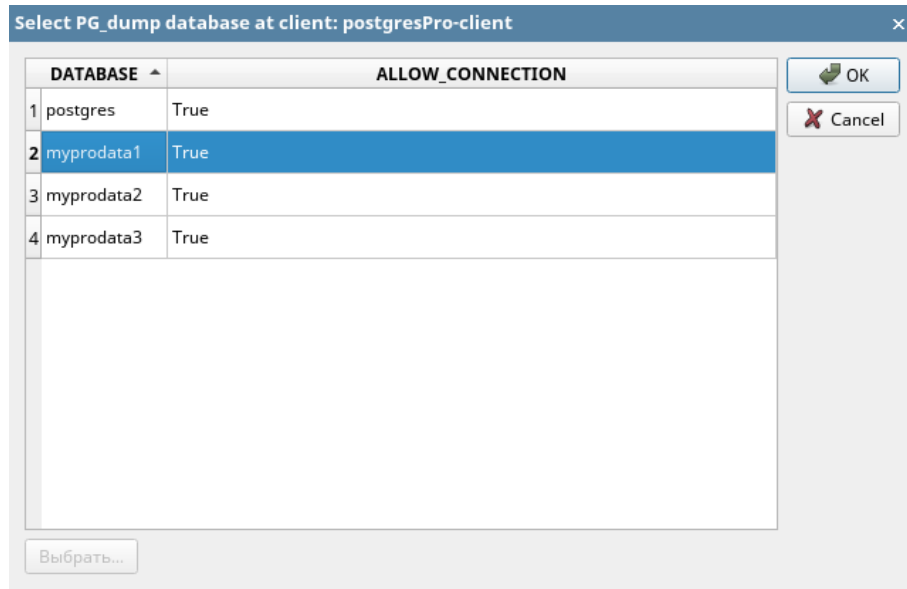 Select PG_dump database at client: postgresPro-client ×
DATABASE ALLOW_CONNECTION
1 postgres True
2 myprodata1 True
3 myprodata2 True
4 myprodata3 True
OK
Cancel
Выбрать...